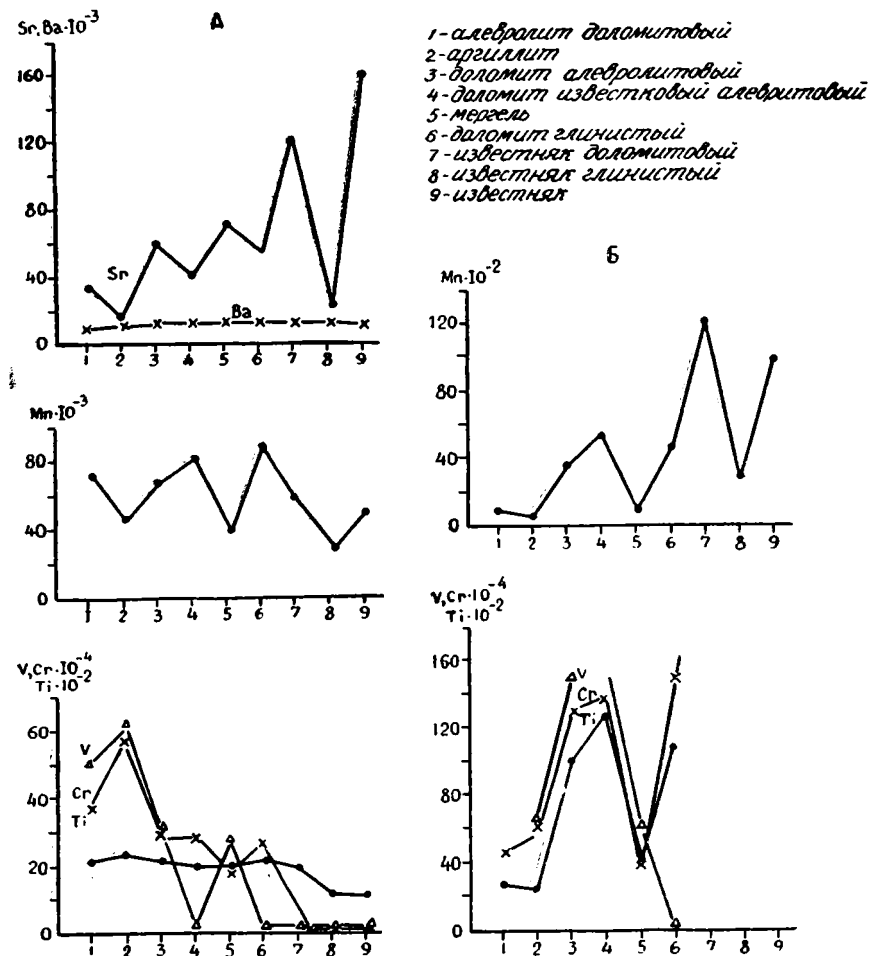 А
Sr, Ba·10⁻³
160
120
80
40
0
Sr
Ba
1 2 3 4 5 6 7 8 9
1-алевролит доломитовый
2-аргиллит
3-доломит алевролитовый
4-доломит известковый алевритовый
5-мергель
6-доломит глинистый
7-известняк доломитовый
8-известняк глинистый
9-известняк
Mn·10⁻³
80
40
0
1 2 3 4 5 6 7 8 9
V, Cr·10⁻⁴
Ti·10⁻²
60
40
20
0
V
Cr
Ti
1 2 3 4 5 6 7 8 9
Б
Mn·10⁻²
120
80
40
0
1 2 3 4 5 6 7 8 9
V, Cr·10⁻⁴
Ti·10⁻²
160
120
80
40
0
V
Cr
Ti
1 2 3 4 5 6 7 8 9